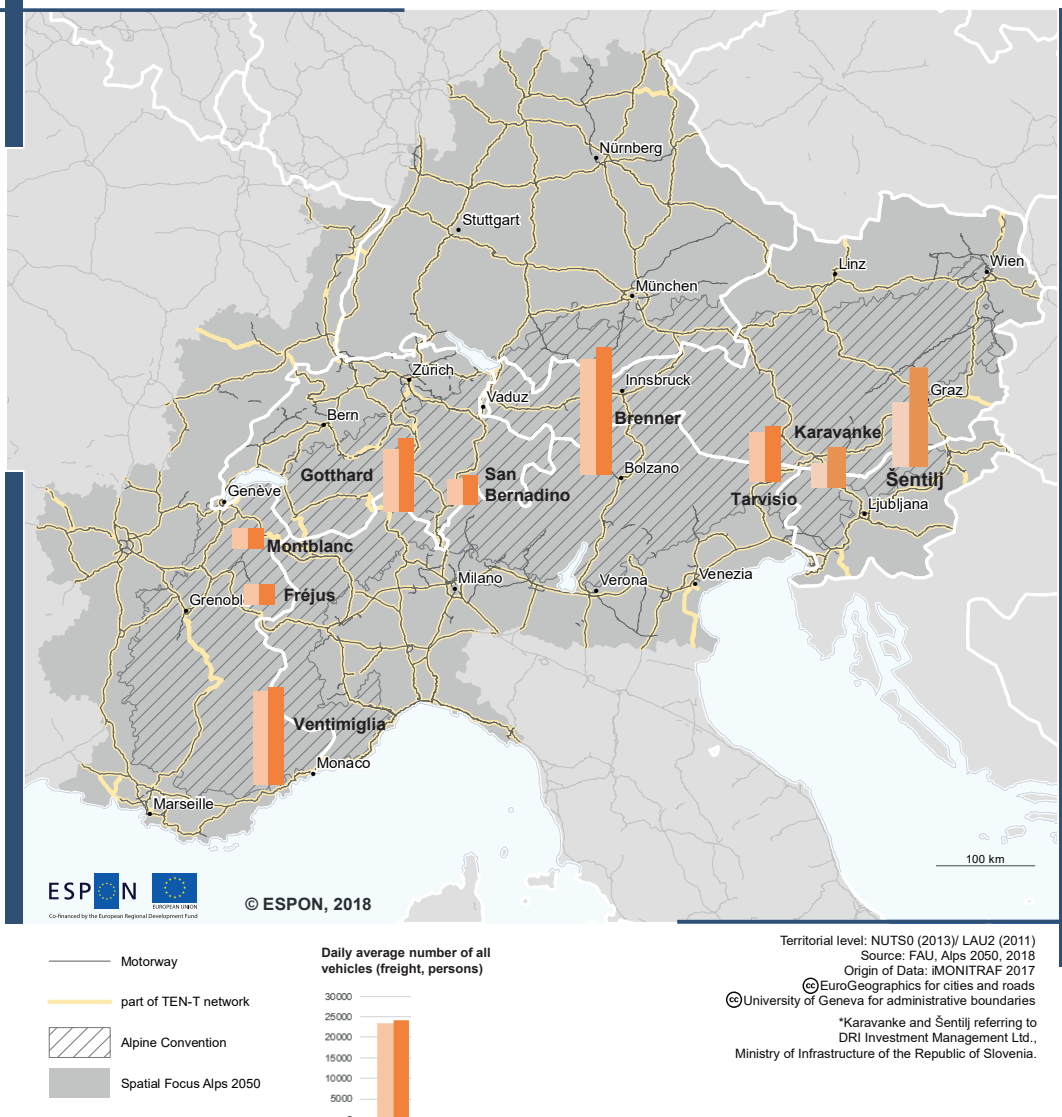 Nürnberg
Stuttgart
Linz
Wien
München
Zürich
Innsbruck
Vaduz
Graz
Bern
Brenner
Karavanke
Gotthard
San
Bernadino
Bolzano
Šentilj
Genève
Tarvisio
Ljubljana
Montblanc
Milano
Verona
Venezia
Fréjus
Ventimiglia
Monaco
Marseille
100 km
ESPON
EUROPEAN UNION
Co-financed by the European Regional Development Fund
© ESPON, 2018
Motorway
part of TEN-T network
Alpine Convention
Spatial Focus Alps 2050
Daily average number of all
vehicles (freight, persons)
30000
25000
20000
15000
10000
5000
Territorial level: NUTS0 (2013)/ LAU2 (2011)
Source: FAU, Alps 2050, 2018
Origin of Data: iMONITRAF 2017
cc EuroGeographics for cities and roads
cc University of Geneva for administrative boundaries
*Karavanke and Šentilj referring to
DRI Investment Management Ltd.,
Ministry of Infrastructure of the Republic of Slovenia.